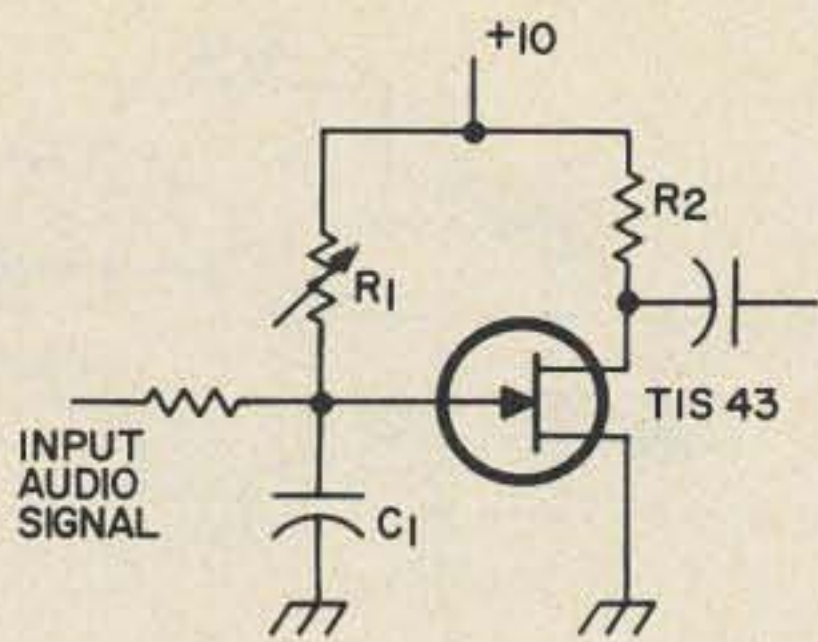 +10
R2
R1
TIS 43
INPUT
AUDIO
SIGNAL
C1